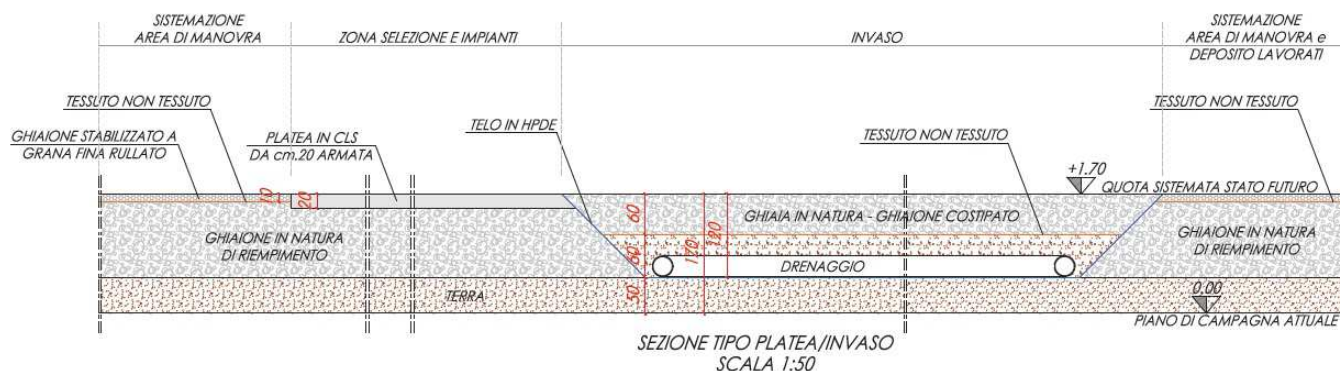 SISTEMAZIONE
AREA DI MANOVRA
ZONA SELEZIONE E IMPIANTI
INVASO
SISTEMAZIONE
AREA DI MANOVRA e
DEPOSITO LAVORATI
TESSUTO NON TESSUTO
GHIAIONE STABILIZZATO A
GRANA FINA RULLATO
PLATEA IN CLS
DA cm.20 ARMATA
TELO IN HPDE
TESSUTO NON TESSUTO
TESSUTO NON TESSUTO
+1.70
QUOTA SISTEMATA STATO FUTURO
10
20
60
60
50
170
120
GHIAIA IN NATURA - GHIAIONE COSTIPATO
GHIAIONE IN NATURA
DI RIEMPIMENTO
GHIAIONE IN NATURA
DI RIEMPIMENTO
DRENAGGIO
TERRA
0.00
PIANO DI CAMPAGNA ATTUALE
SEZIONE TIPO PLATEA/INVASO
SCALA 1:50